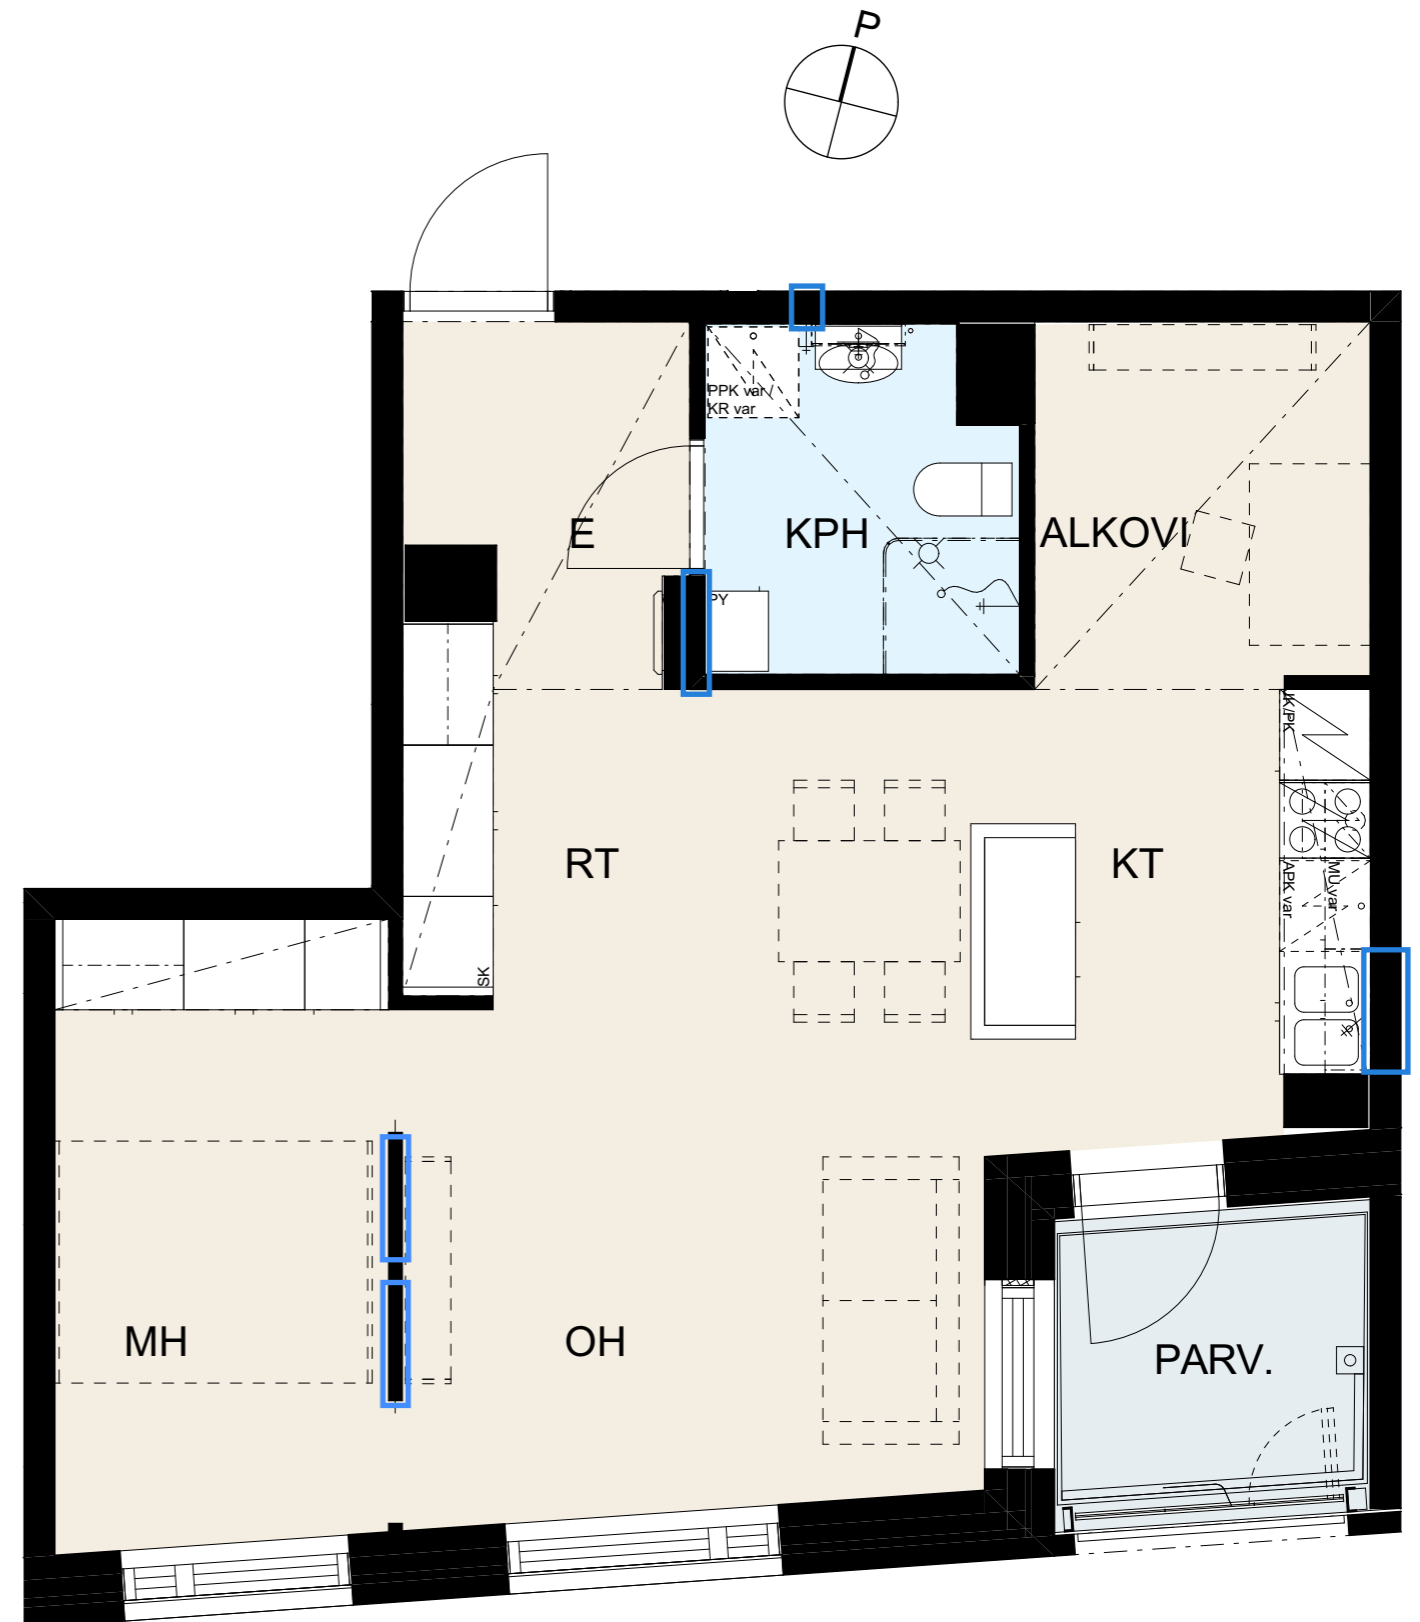 P
PPK var /
KR var
E
KPH
ALKOVI
PY
JK/PK
RT
KT
APK var
MU var
SK
MH
OH
PARV.